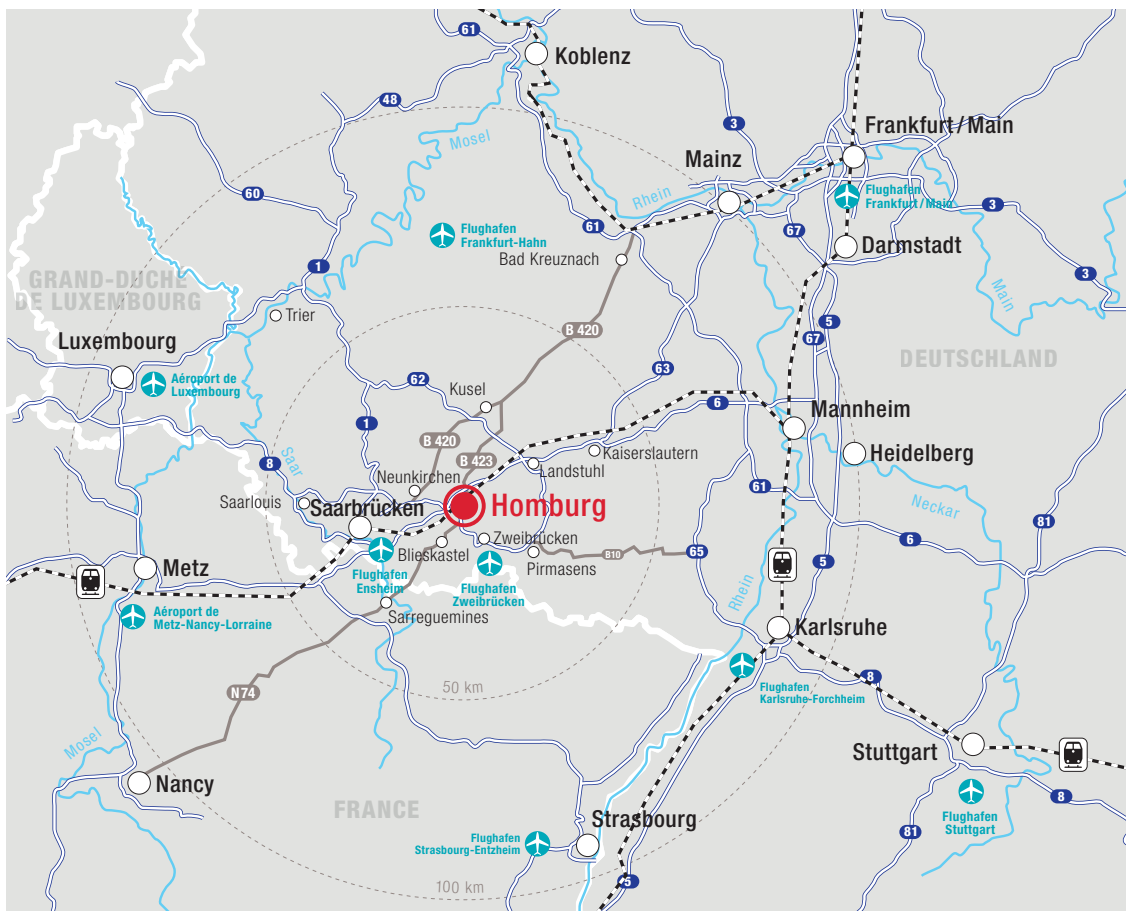 61
Koblenz
48
Mosel
3
Frankfurt/Main
Mainz
60
Rhein
Flughafen
Frankfurt/Main
3
61
67
Flughafen
Frankfurt-Hahn
Bad Kreuznach
Darmstadt
Main
3
GRAND-DUCHÉ
DE LUXEMBOURG
1
Trier
B 420
5
67
Luxembourg
DEUTSCHLAND
Aéroport de
Luxembourg
62
63
Kusel
6
Mannheim
1
B 420
B 423
Kaiserslautern
Heidelberg
8
Saar
Landstuhl
Neunkirchen
61
Saarlouis
Saarbrücken
Homburg
Neckar
81
6
Zweibrücken
Blieskastel
B10
65
5
Metz
Flughafen
Ensheim
Flughafen
Zweibrücken
Pirmasens
Rhein
Aéroport de
Metz-Nancy-Lorraine
Sarreguemines
Karlsruhe
50 km
N74
Flughafen
Karlsruhe-Forchheim
8
Mosel
Stuttgart
Nancy
FRANCE
8
Strasbourg
Flughafen
Stuttgart
Flughafen
Strasbourg-Entzheim
81
100 km
5